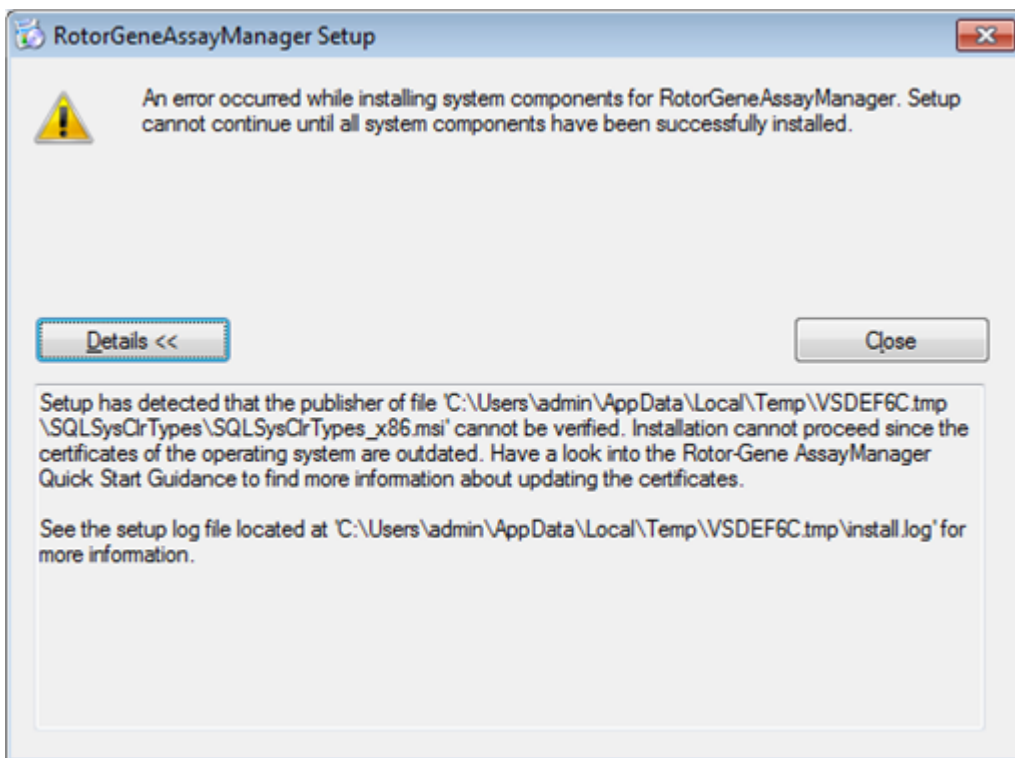 RotorGeneAssayManager Setup
An error occurred while installing system components for RotorGeneAssayManager. Setup
cannot continue until all system components have been successfully installed.
Details <<
Close
Setup has detected that the publisher of file 'C:\Users\admin\AppData\Local\Temp\VSDEF6C.tmp
\SQLSysClrTypes\SQLSysClrTypes_x86.msi' cannot be verified. Installation cannot proceed since the
certificates of the operating system are outdated. Have a look into the Rotor-Gene AssayManager
Quick Start Guidance to find more information about updating the certificates.
See the setup log file located at 'C:\Users\admin\AppData\Local\Temp\VSDEF6C.tmp\install.log' for
more information.